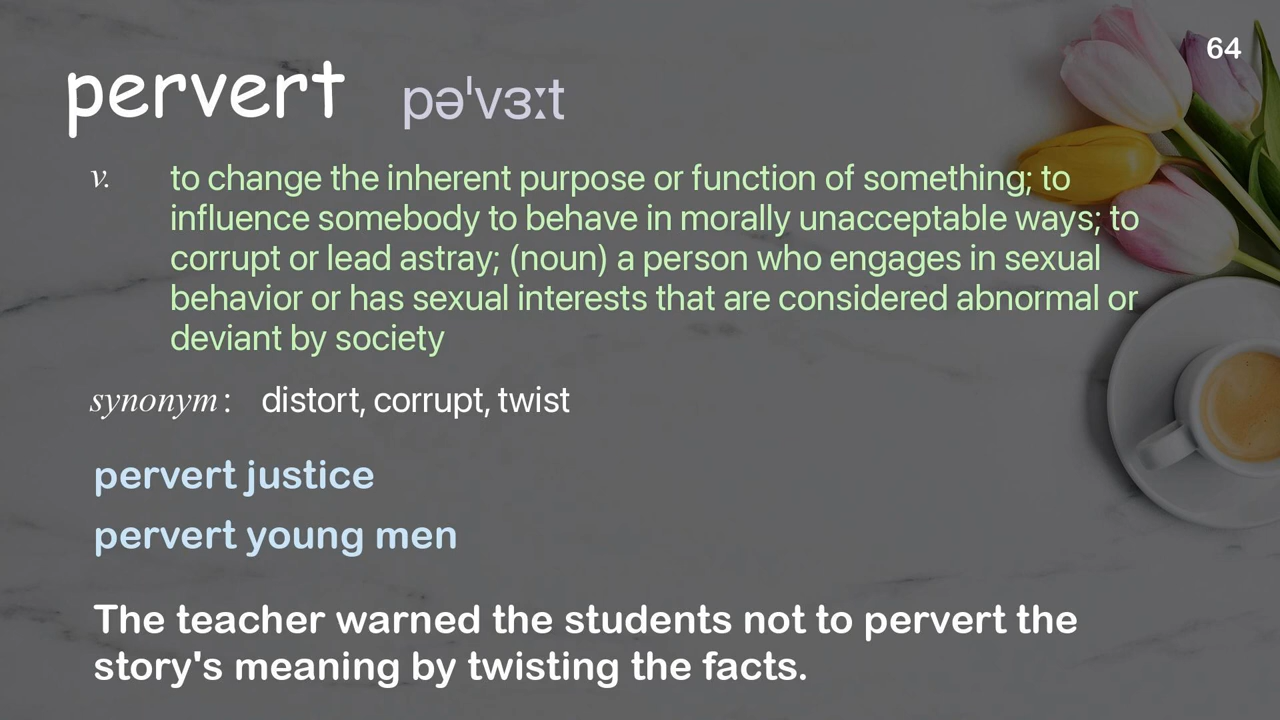 64
pervert pəˈvɜːt
v. to change the inherent purpose or function of something; to
influence somebody to behave in morally unacceptable ways; to
corrupt or lead astray; (noun) a person who engages in sexual
behavior or has sexual interests that are considered abnormal or
deviant by society
synonym: distort, corrupt, twist
pervert justice
pervert young men
The teacher warned the students not to pervert the
story's meaning by twisting the facts.